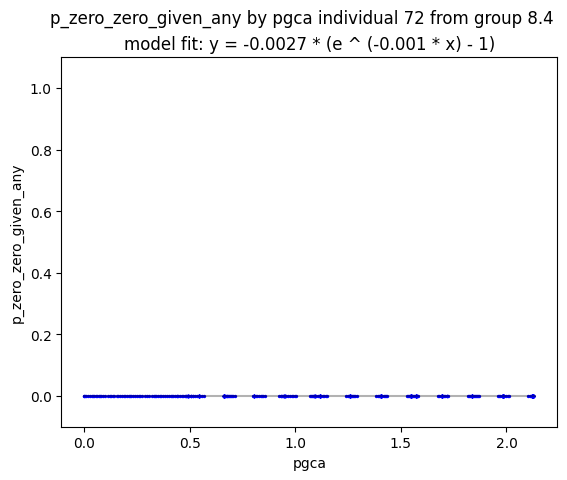 p_zero_zero_given_any by pgca individual 72 from group 8.4
model fit: y = -0.0027 * (e ^ (-0.001 * x) - 1)
1.0
0.8
0.6
0.4
0.2
0.0
p_zero_zero_given_any
0.0 0.5 1.0 1.5 2.0
pgca